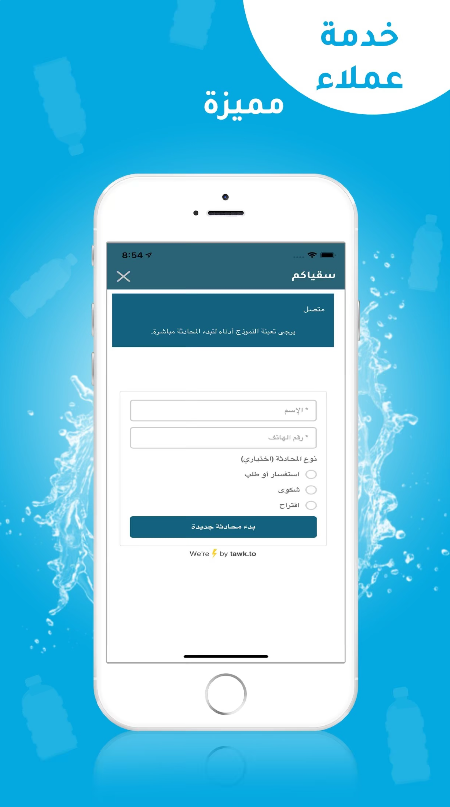 خدمة
عملاء
مميزة
8:54
سقياكم
متصل
يرجى تعبئة النموذج أدناه لتبدء المحادثة مباشرة.
* الإسم
* رقم الهاتف
نوع المحادثة (اختياري)
استفسار او طلب
شكوى
اقتراح
بدء محادثة جديدة
We're ⚡ by tawk.to